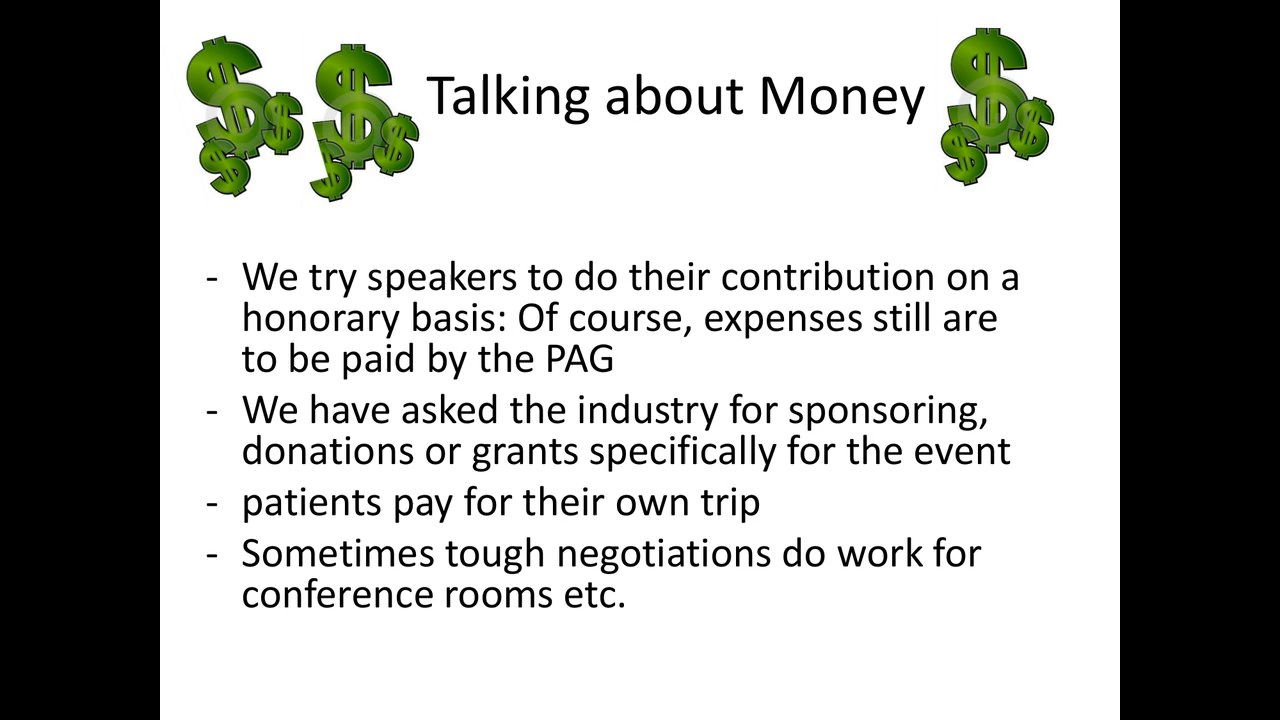 Talking about Money
- We try speakers to do their contribution on a
honorary basis: Of course, expenses still are
to be paid by the PAG
- We have asked the industry for sponsoring,
donations or grants specifically for the event
- patients pay for their own trip
- Sometimes tough negotiations do work for
conference rooms etc.